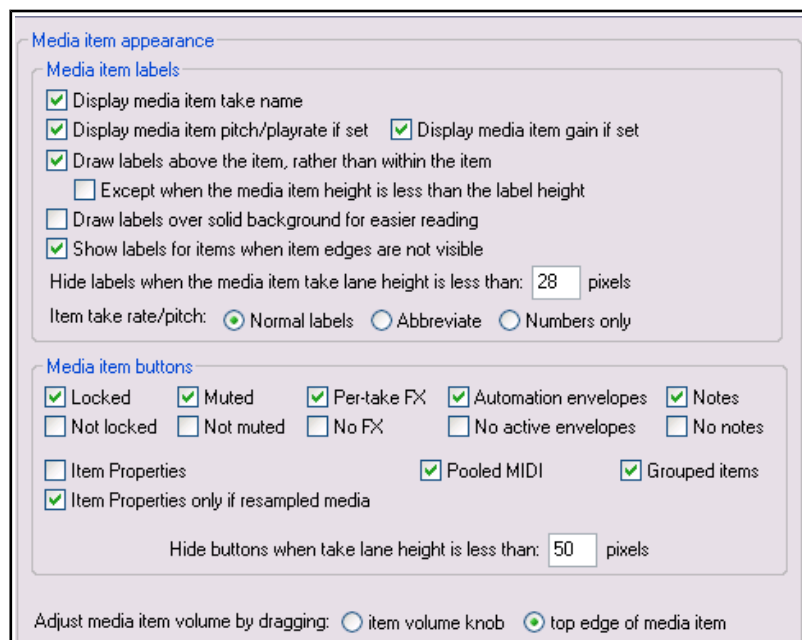 Media item appearance
Media item labels
Display media item take name
Display media item pitch/playrate if set Display media item gain if set
Draw labels above the item, rather than within the item
Except when the media item height is less than the label height
Draw labels over solid background for easier reading
Show labels for items when item edges are not visible
Hide labels when the media item take lane height is less than: 28 pixels
Item take rate/pitch: Normal labels Abbreviate Numbers only
Media item buttons
Locked Muted Per-take FX Automation envelopes Notes
Not locked Not muted No FX No active envelopes No notes
Item Properties Pooled MIDI Grouped items
Item Properties only if resampled media
Hide buttons when take lane height is less than: 50 pixels
Adjust media item volume by dragging: item volume knob top edge of media item